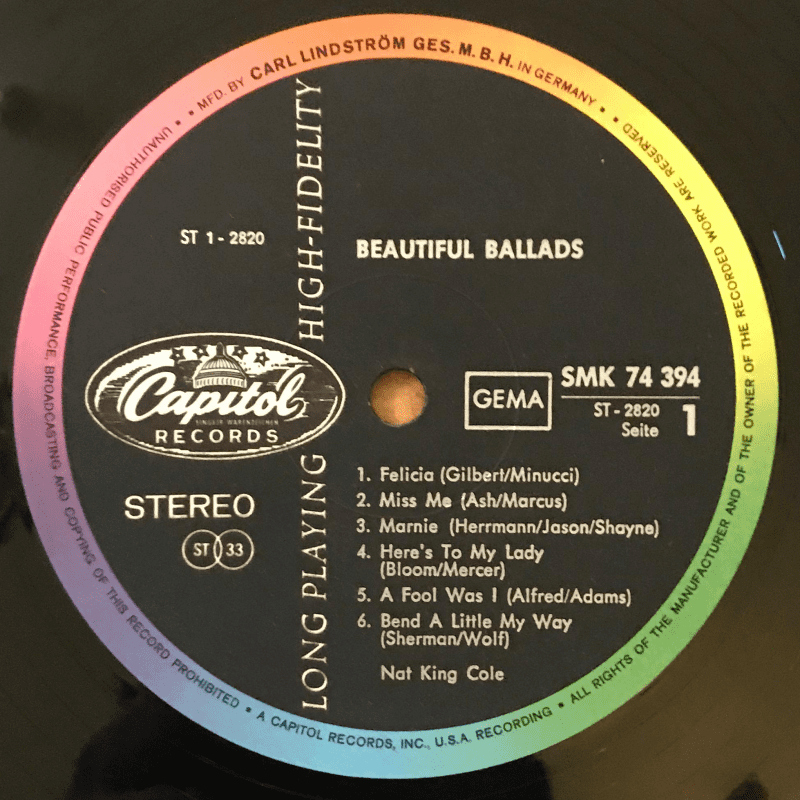 • MFD. BY CARL LINDSTRÖM GES. M. B. H. IN GERMANY •
• ALL RIGHTS OF THE MANUFACTURER AND OF THE OWNER OF THE RECORDED WORK ARE RESERVED •
UNAUTHORISED PUBLIC PERFORMANCE, BROADCASTING AND COPYING OF THIS RECORD PROHIBITED
• A CAPITOL RECORDS, INC., U.S.A. RECORDING
LONG PLAYING HIGH-FIDELITY
ST 1 - 2820
BEAUTIFUL BALLADS
Capitol
RECORDS
STEREO
ST 33
GEMA
SMK 74 394
ST - 2820
Seite 1
1. Felicia (Gilbert/Minucci)
2. Miss Me (Ash/Marcus)
3. Marnie (Herrmann/Jason/Shayne)
4. Here's To My Lady
(Bloom/Mercer)
5. A Fool Was I (Alfred/Adams)
6. Bend A Little My Way
(Sherman/Wolf)
Nat King Cole